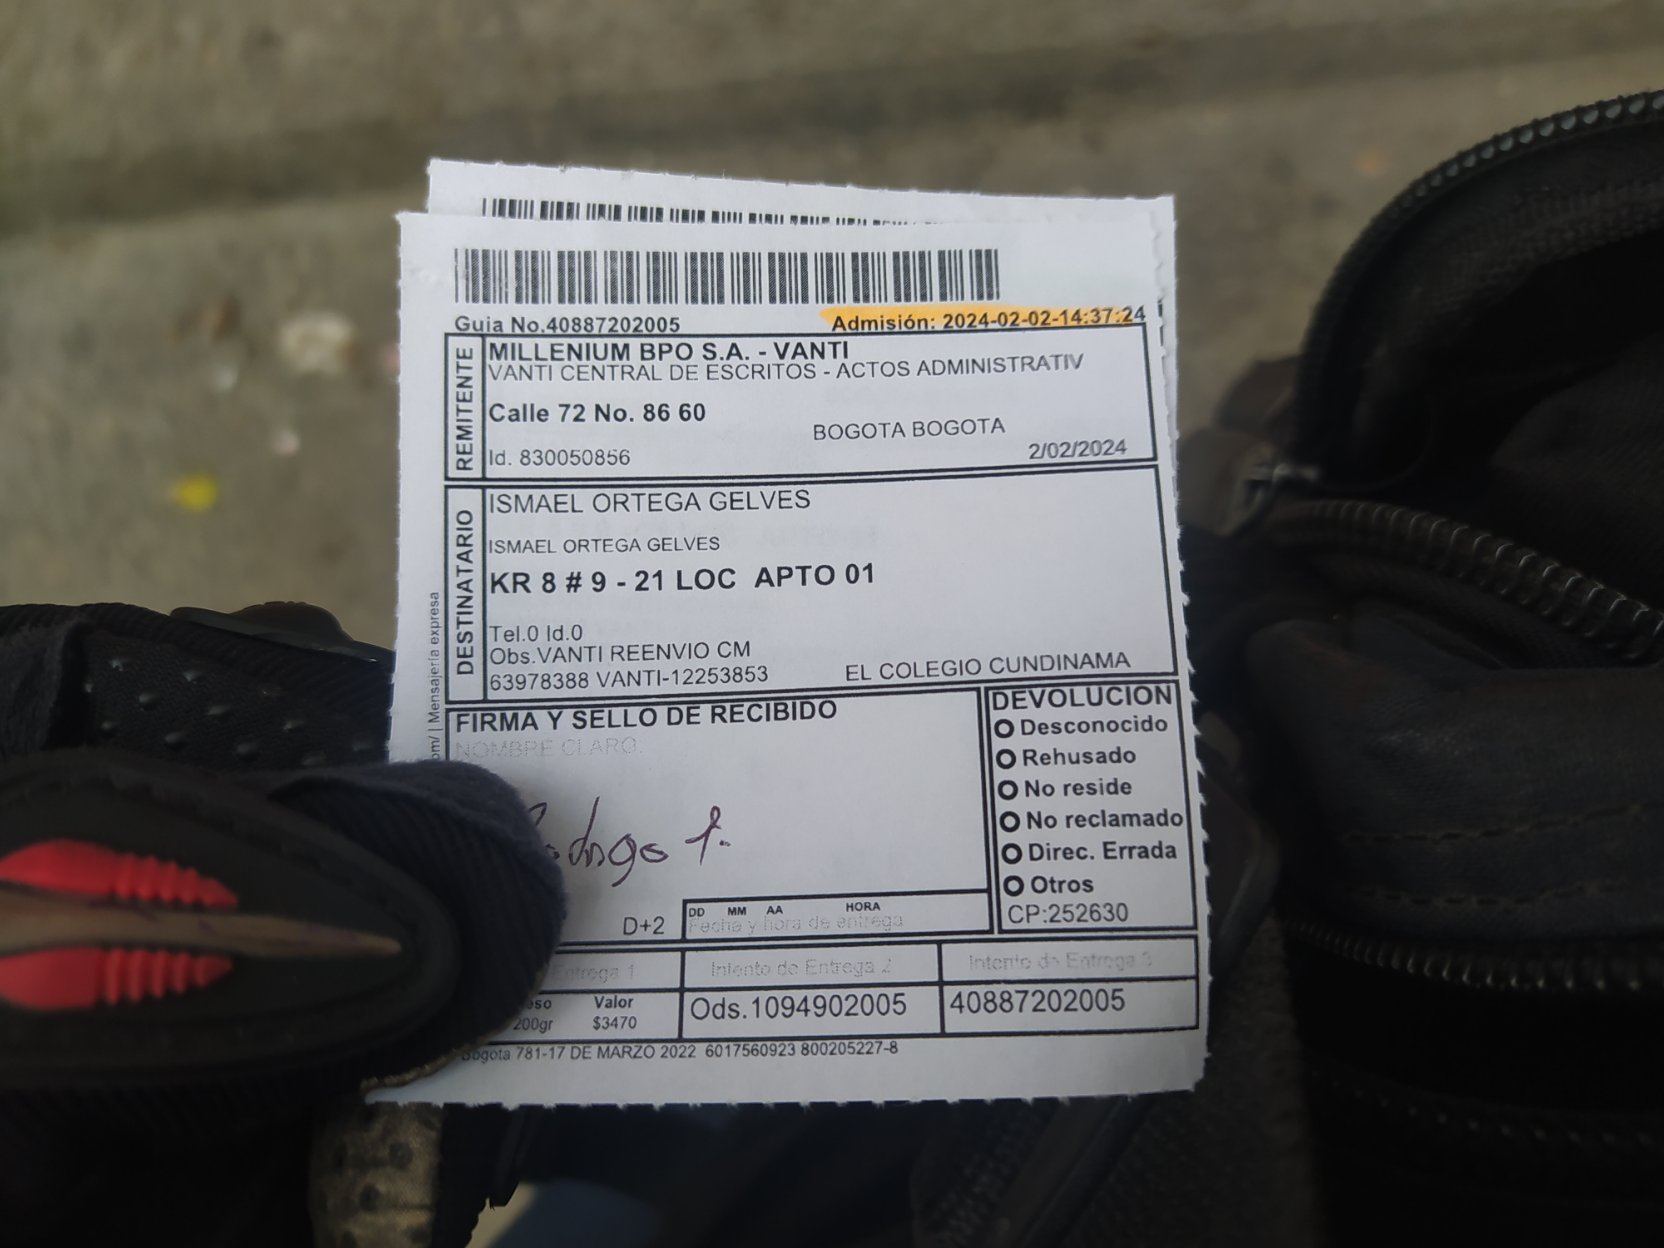 Guia No.40887202005
Admisión: 2024-02-02-14:37:24
REMITENTE
MILLENIUM BPO S.A. - VANTI
VANTI CENTRAL DE ESCRITOS - ACTOS ADMINISTRATIV
Calle 72 No. 86 60
BOGOTA BOGOTA
Id. 830050856
2/02/2024
DESTINATARIO
ISMAEL ORTEGA GELVES
ISMAEL ORTEGA GELVES
KR 8 # 9 - 21 LOC APTO 01
Tel.0 Id.0
Obs.VANTI REENVIO CM
63978388 VANTI-12253853
EL COLEGIO CUNDINAMA
om/ | Mensajería expresa
FIRMA Y SELLO DE RECIBIDO
NOMBRE CLARO:
DEVOLUCION
Desconocido
Rehusado
No reside
No reclamado
Direc. Errada
Otros
CP:252630
D+2
DD MM AA HORA
Fecha y hora de entrega
Entrega 1
Intento de Entrega 2
Intento de Entrega 3
Valor
200gr $3470
Ods.1094902005
40887202005
Bogota 781-17 DE MARZO 2022 6017560923 800205227-8